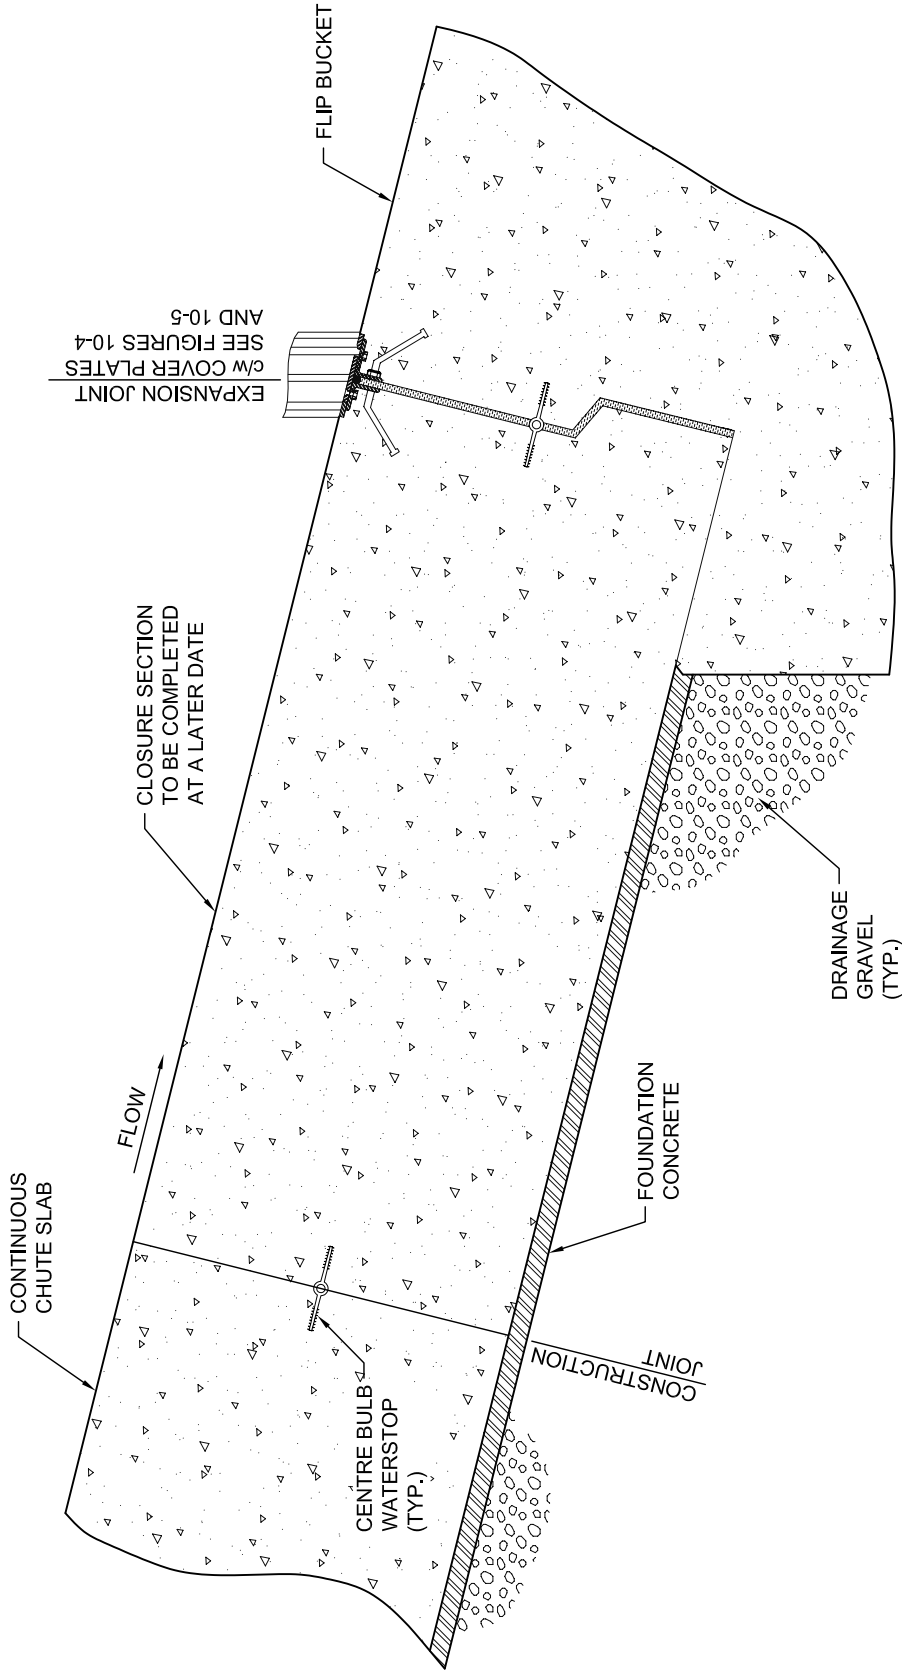 CONTINUOUS
CHUTE SLAB
FLOW
CLOSURE SECTION
TO BE COMPLETED
AT A LATER DATE
EXPANSION JOINT
c/w COVER PLATES
SEE FIGURES 10-4
AND 10-5
FLIP BUCKET
CENTRE BULB
WATERSTOP
(TYP.)
CONSTRUCTION
JOINT
FOUNDATION
CONCRETE
DRAINAGE
GRAVEL
(TYP.)